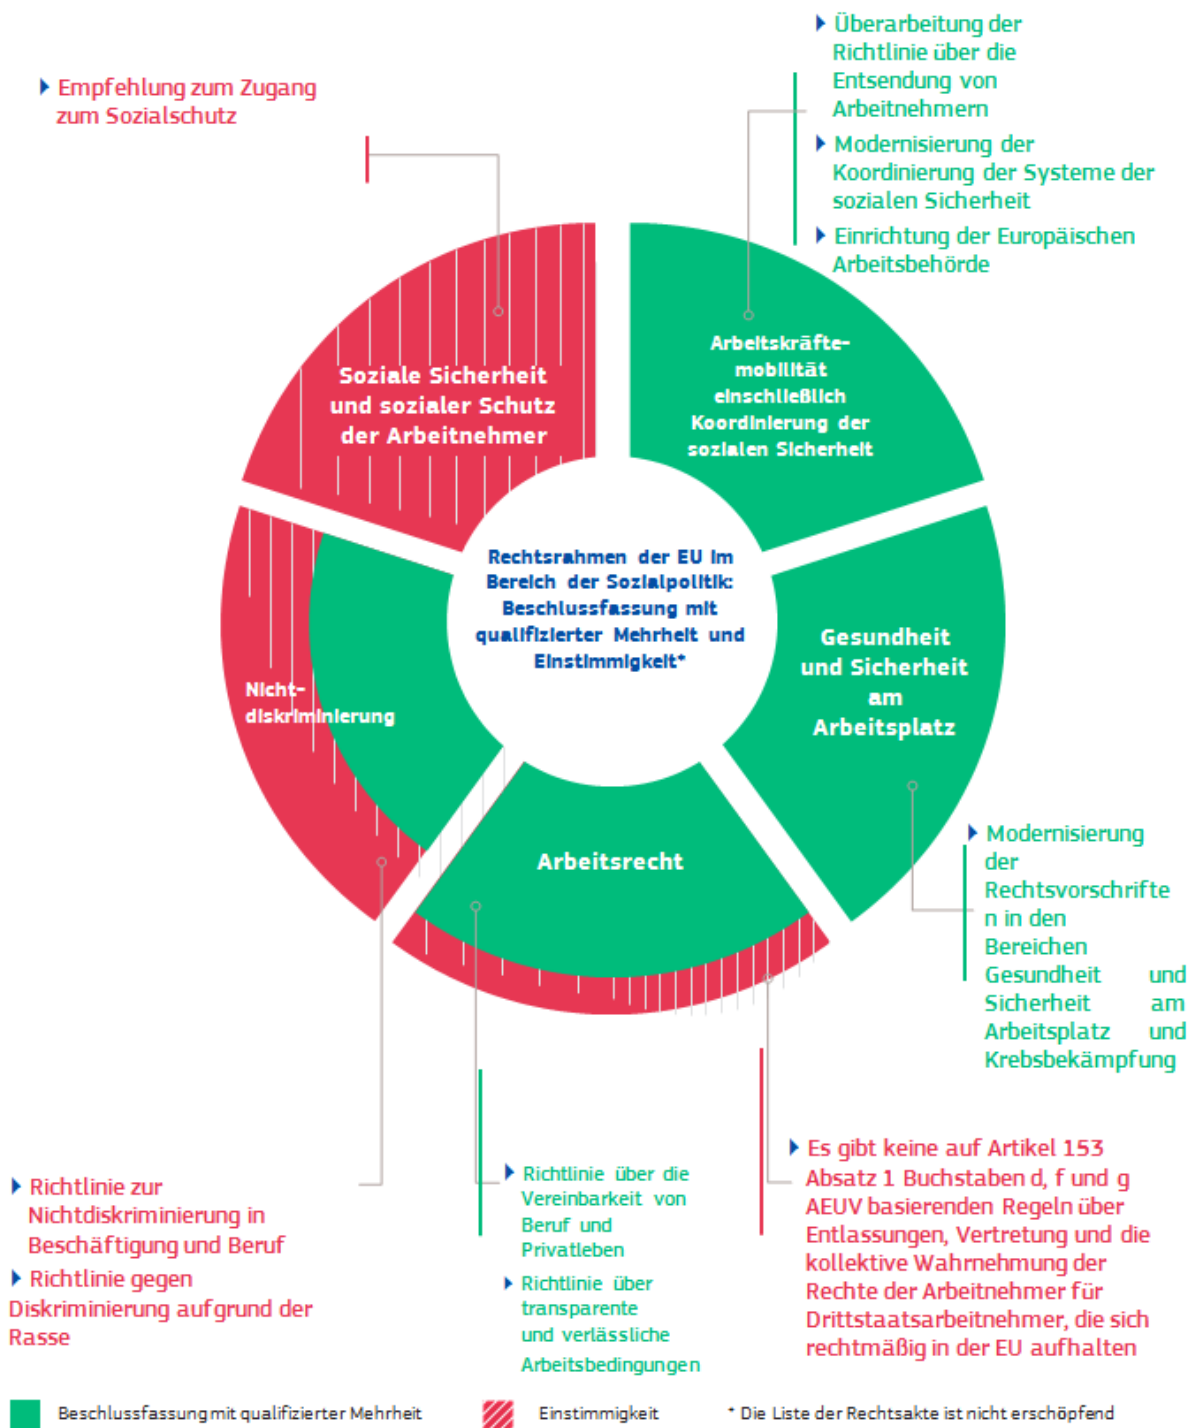 Empfehlung zum Zugang
zum Sozialschutz
Überarbeitung der
Richtlinie über die
Entsendung von
Arbeitnehmern
Modernisierung der
Koordinierung der Systeme der
sozialen Sicherheit
Einrichtung der Europäischen
Arbeitsbehörde
Soziale Sicherheit
und sozialer Schutz
der Arbeitnehmer
Arbeitskräfte-
mobilität
einschließlich
Koordinierung der
sozialen Sicherheit
Rechtsrahmen der EU im
Bereich der Sozialpolitik:
Beschlussfassung mit
qualifizierter Mehrheit und
Einstimmigkeit*
Gesundheit
und Sicherheit
am
Arbeitsplatz
Nicht-
diskriminierung
Arbeitsrecht
Modernisierung
der
Rechtsvorschrifte
n in den
Bereichen
Gesundheit und
Sicherheit am
Arbeitsplatz und
Krebsbekämpfung
Richtlinie zur
Nichtdiskriminierung in
Beschäftigung und Beruf
Richtlinie gegen
Diskriminierung aufgrund der
Rasse
Richtlinie über die
Vereinbarkeit von
Beruf und
Privatleben
Richtlinie über
transparente
und verlässliche
Arbeitsbedingungen
Es gibt keine auf Artikel 153
Absatz 1 Buchstaben d, f und g
AEUV basierenden Regeln über
Entlassungen, Vertretung und die
kollektive Wahrnehmung der
Rechte der Arbeitnehmer für
Drittstaatsarbeitnehmer, die sich
rechtmäßig in der EU aufhalten
Beschlussfassung mit qualifizierter Mehrheit
Einstimmigkeit
* Die Liste der Rechtsakte ist nicht erschöpfend